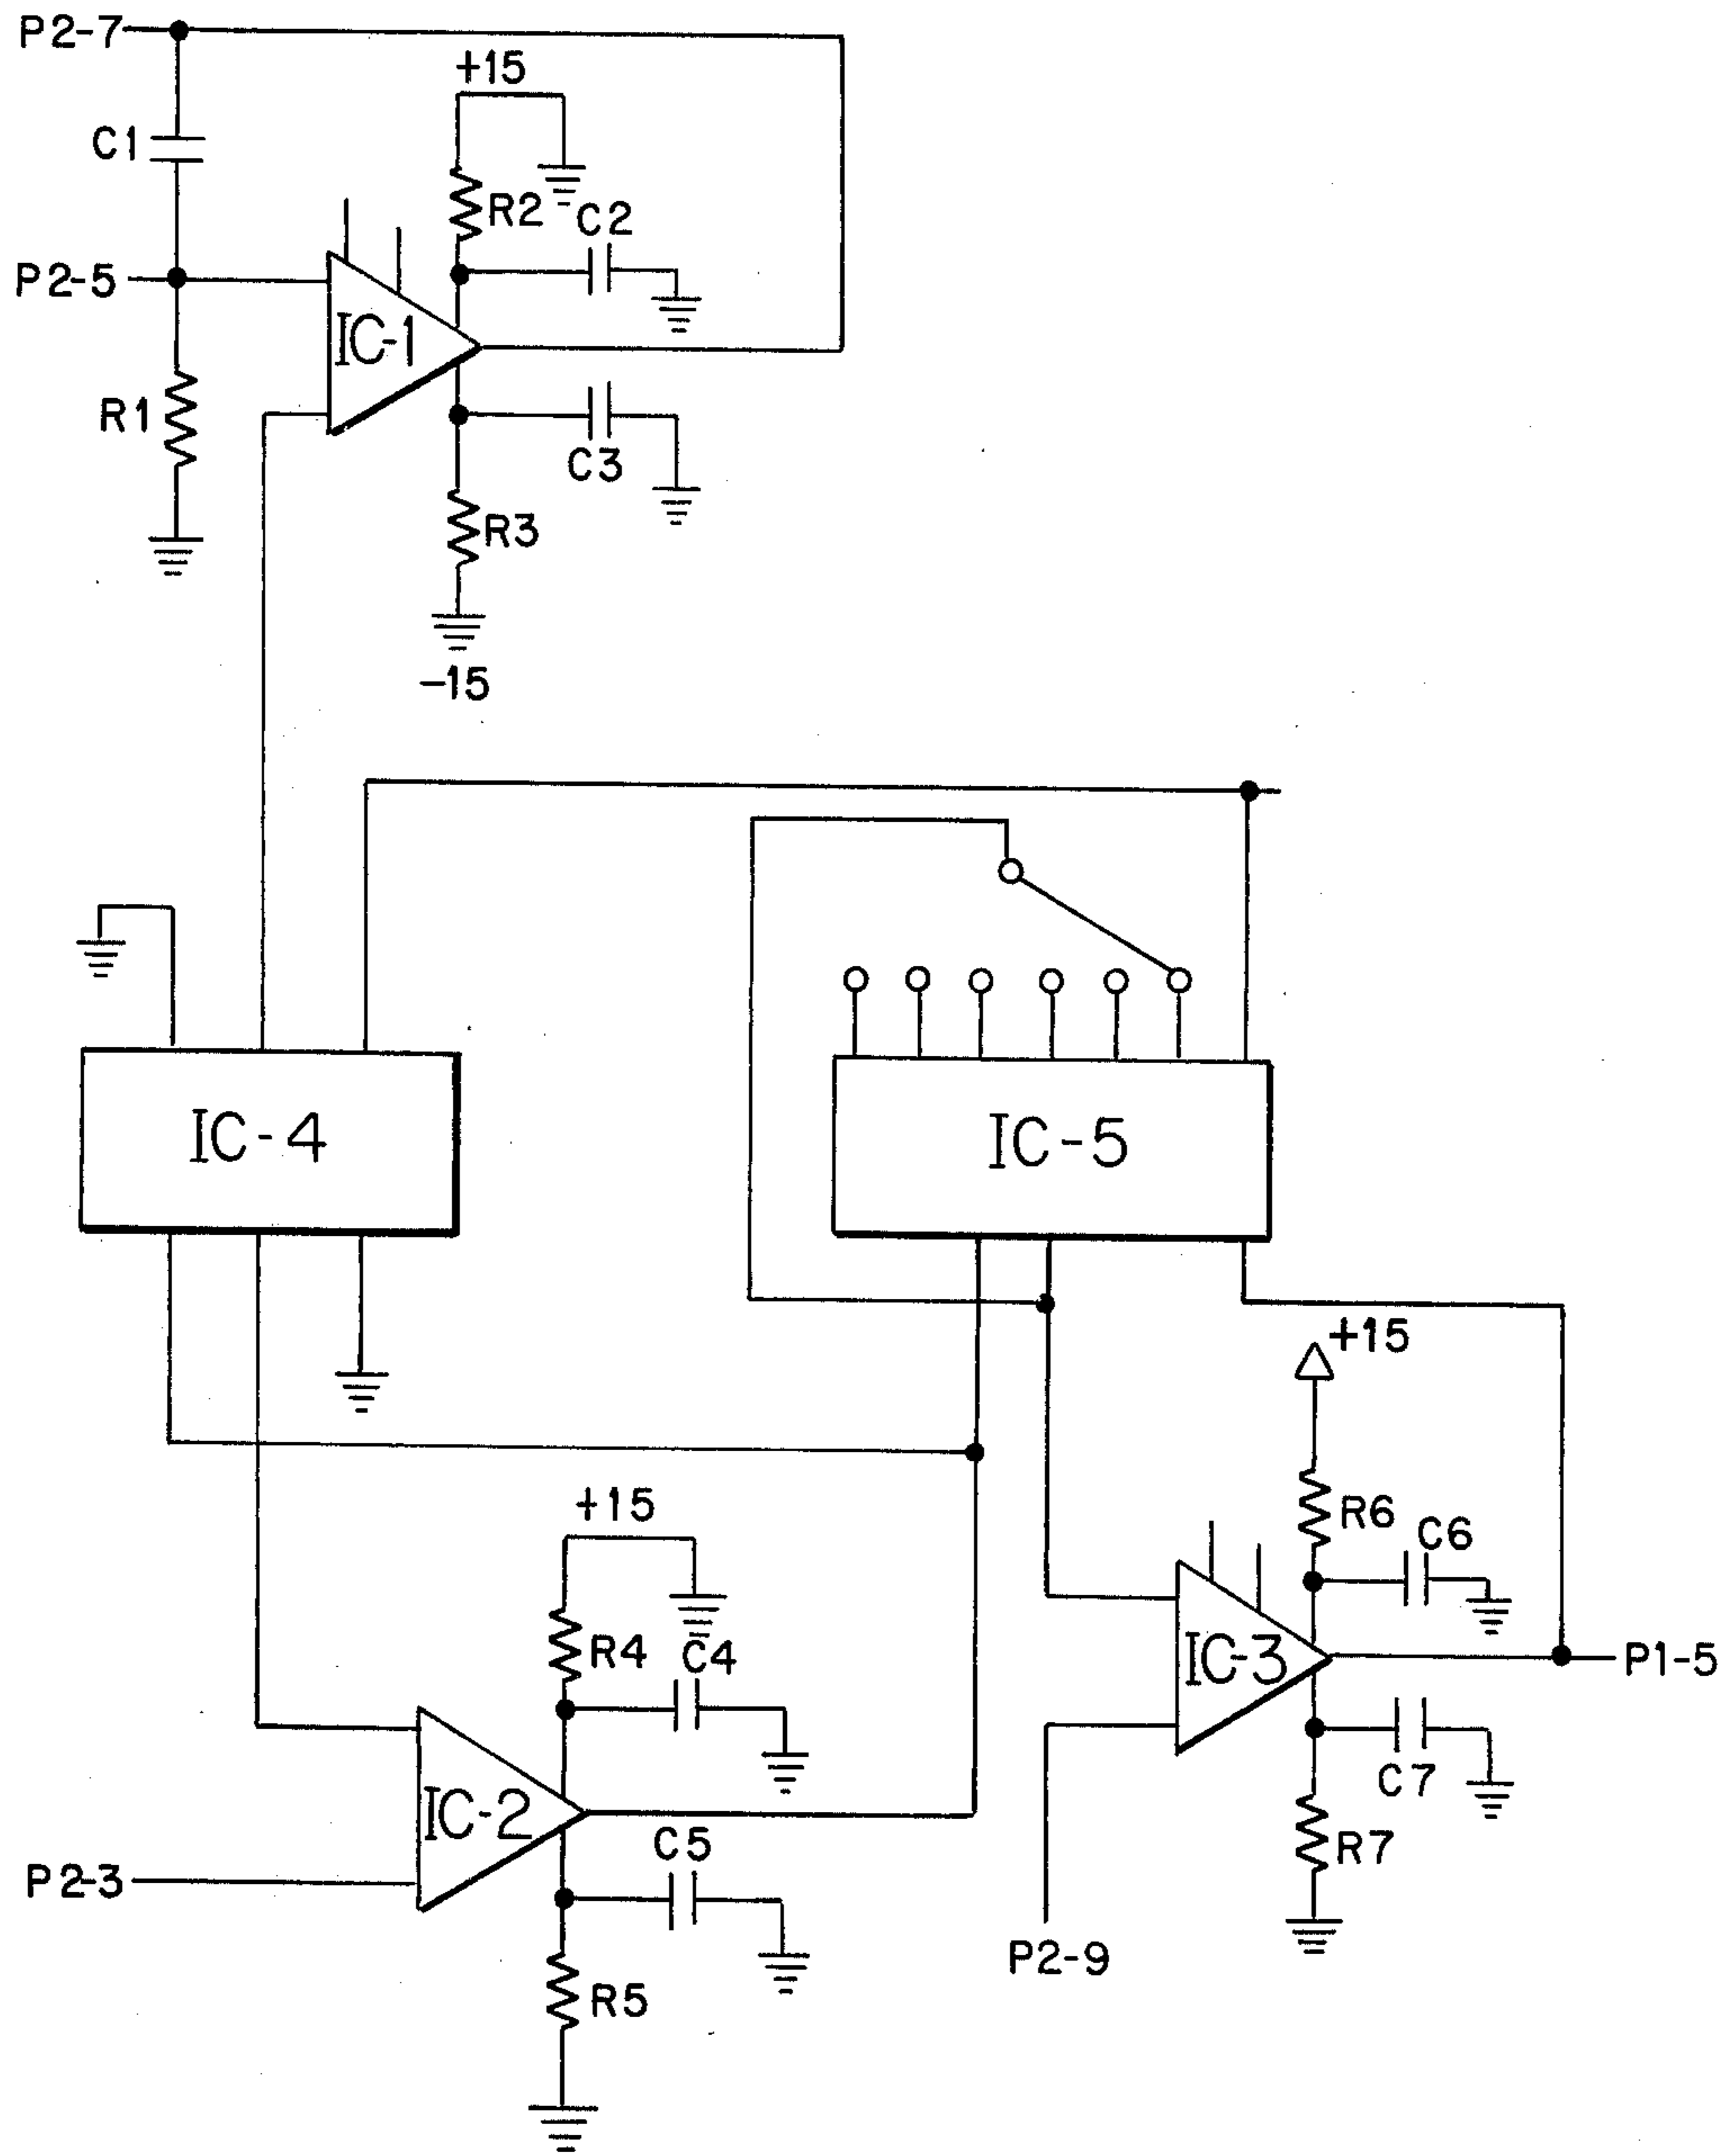 P2-7
+15
C1
R2
C2
P2-5
IC-1
R1
C3
R3
-15
IC-4
IC-5
+15
+15
R6
C6
R4
C4
IC-3
P1-5
C7
IC-2
C5
R7
P2-3
P2-9
R5